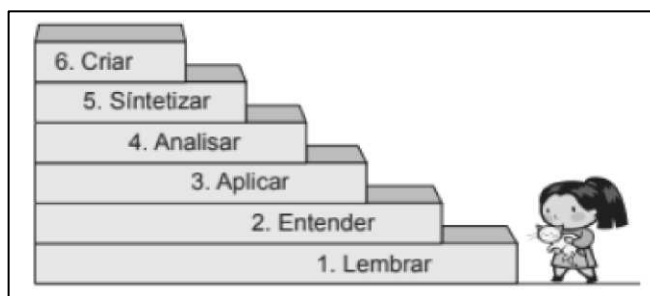 6. Criar
5. Síntetizar
4. Analisar
3. Aplicar
2. Entender
1. Lembrar